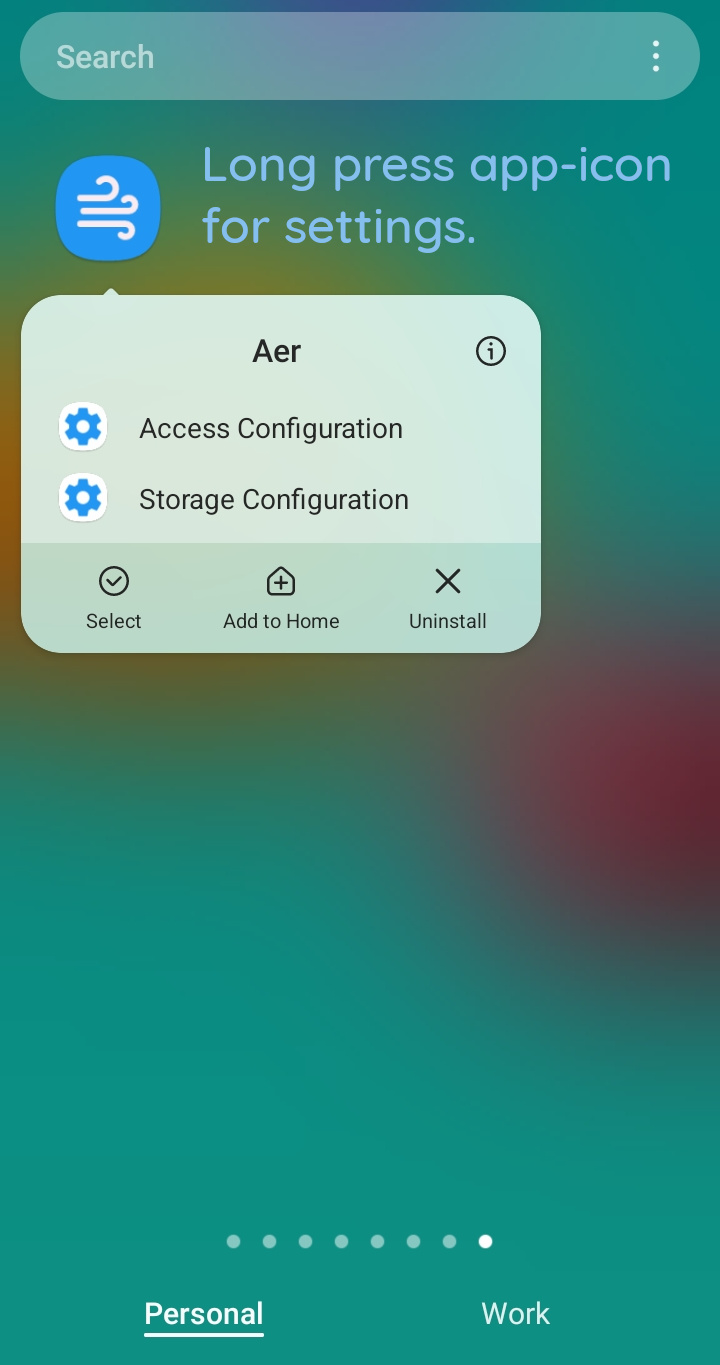 Search
Long press app-icon
for settings.
Aer
Access Configuration
Storage Configuration
Select
Add to Home
Uninstall
Personal
Work